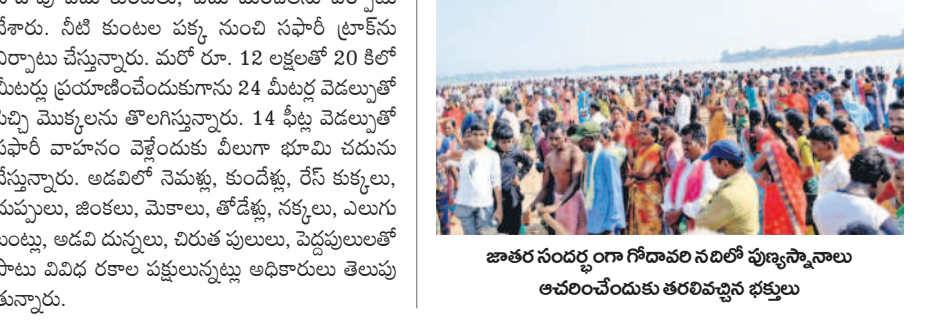 నీటి కుంటల పక్క నుంచి సఫారీ ట్రాక్‌ను
చేస్తున్నారు. మరో రూ. 12 లక్షలతో 20 కిలో
మీటర్లు ప్రయాణించేందుకుగాను 24 మీటర్ల వెడల్పుతో
పిచ్చి మొక్కలను తొలగిస్తున్నారు. 14 ఫీట్ల వెడల్పుతో
సఫారీ వాహనం వెళ్లేందుకు వీలుగా భూమి చదును
చేస్తున్నారు. అడవిలో నెమళ్లు, కుందేళ్లు, రేస్ కుక్కలు,
దుప్పులు, జింకలు, మెకాలు, తోడేళ్లు, నక్కలు, ఎలుగు
బంట్లు, అడవి దున్నలు, చిరుత పులులు, పెద్దపులులతో
పాటు వివిధ రకాల పక్షులున్నట్లు అధికారులు తెలుపు
తున్నారు.
జాతర సందర్భంగా గోదావరి నదిలో పుణ్యస్నానాలు
ఆచరించేందుకు తరలివచ్చిన భక్తులు